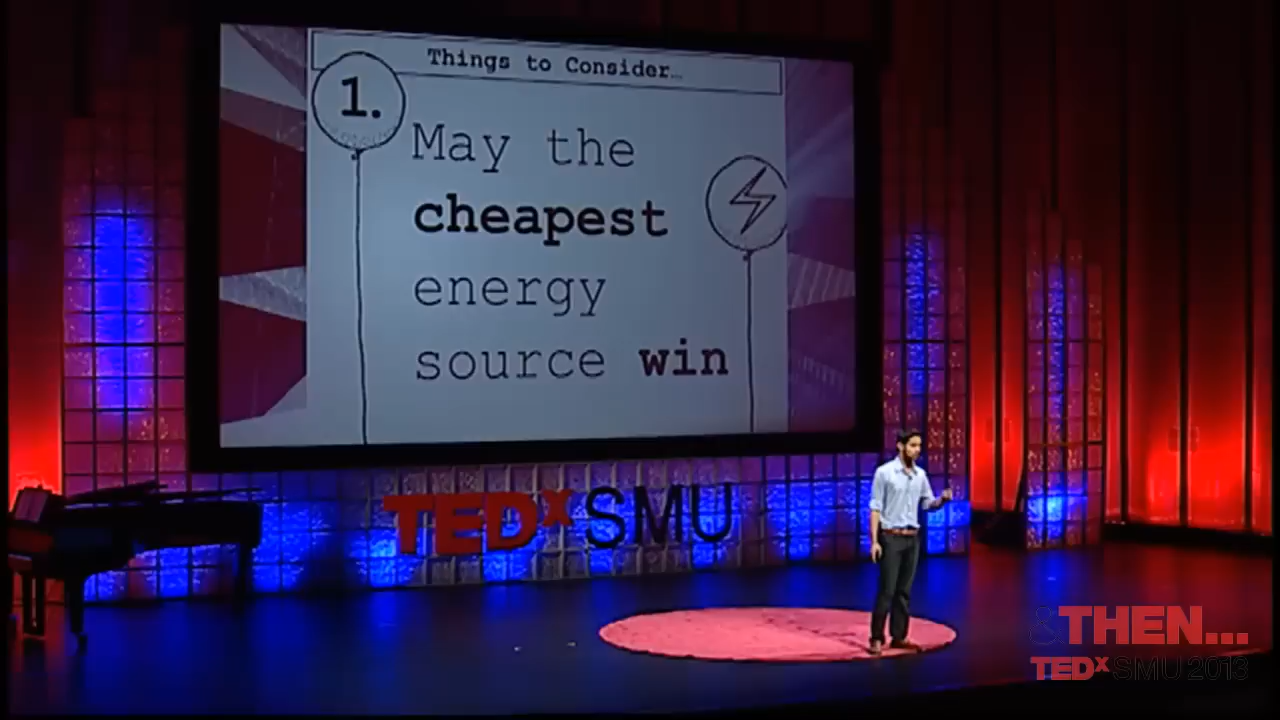 Things to Consider…
1.
May the
cheapest
energy
source win
TEDxSMU
&THEN...
TEDxSMU 2013